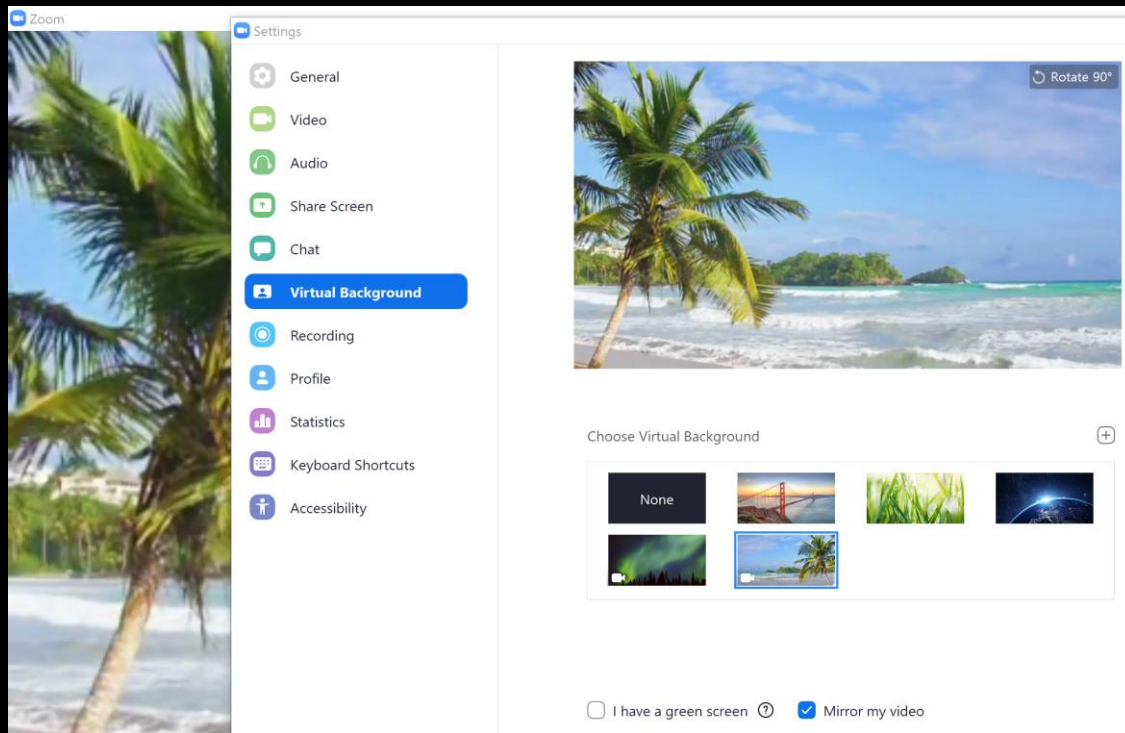 Zoom
Settings
General
Video
Audio
Share Screen
Chat
Virtual Background
Recording
Profile
Statistics
Keyboard Shortcuts
Accessibility
Rotate 90°
Choose Virtual Background
None
I have a green screen
Mirror my video